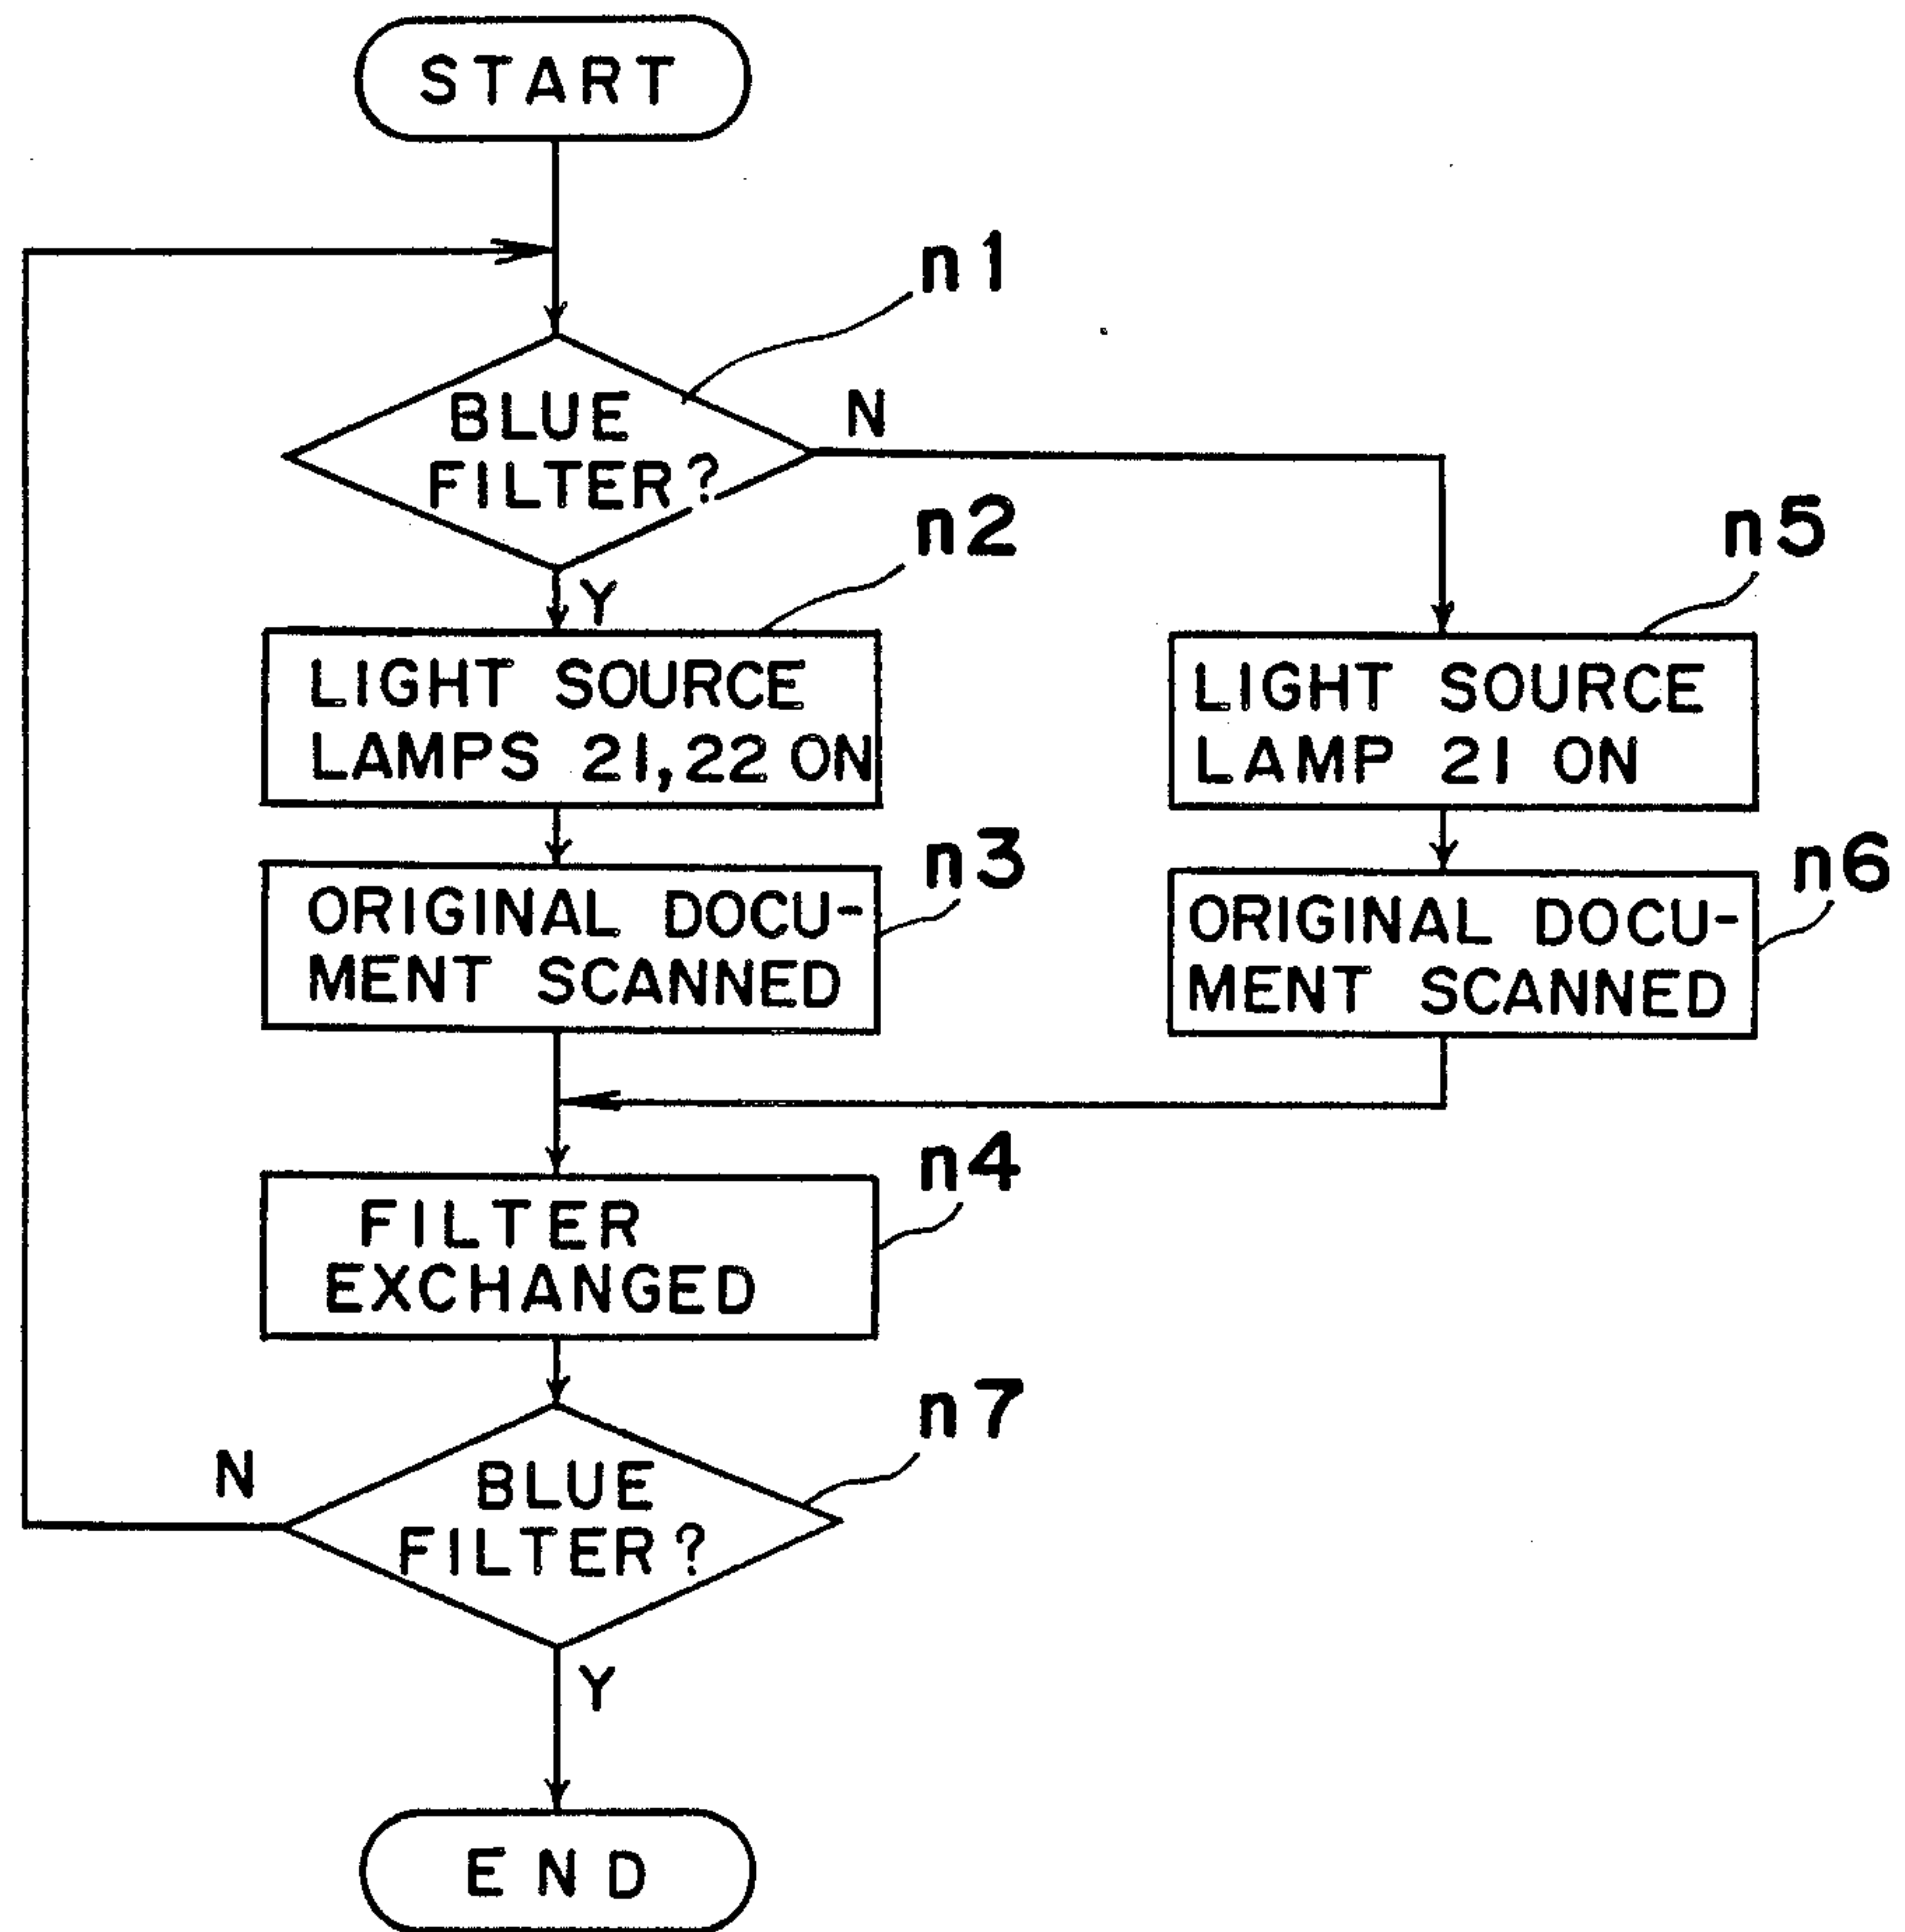 START
n1
BLUE
FILTER?
N
Y
n2
LIGHT SOURCE
LAMPS 21,22 ON
n5
LIGHT SOURCE
LAMP 21 ON
n3
ORIGINAL DOCU-
MENT SCANNED
n6
ORIGINAL DOCU-
MENT SCANNED
n4
FILTER
EXCHANGED
n7
BLUE
FILTER?
N
Y
END